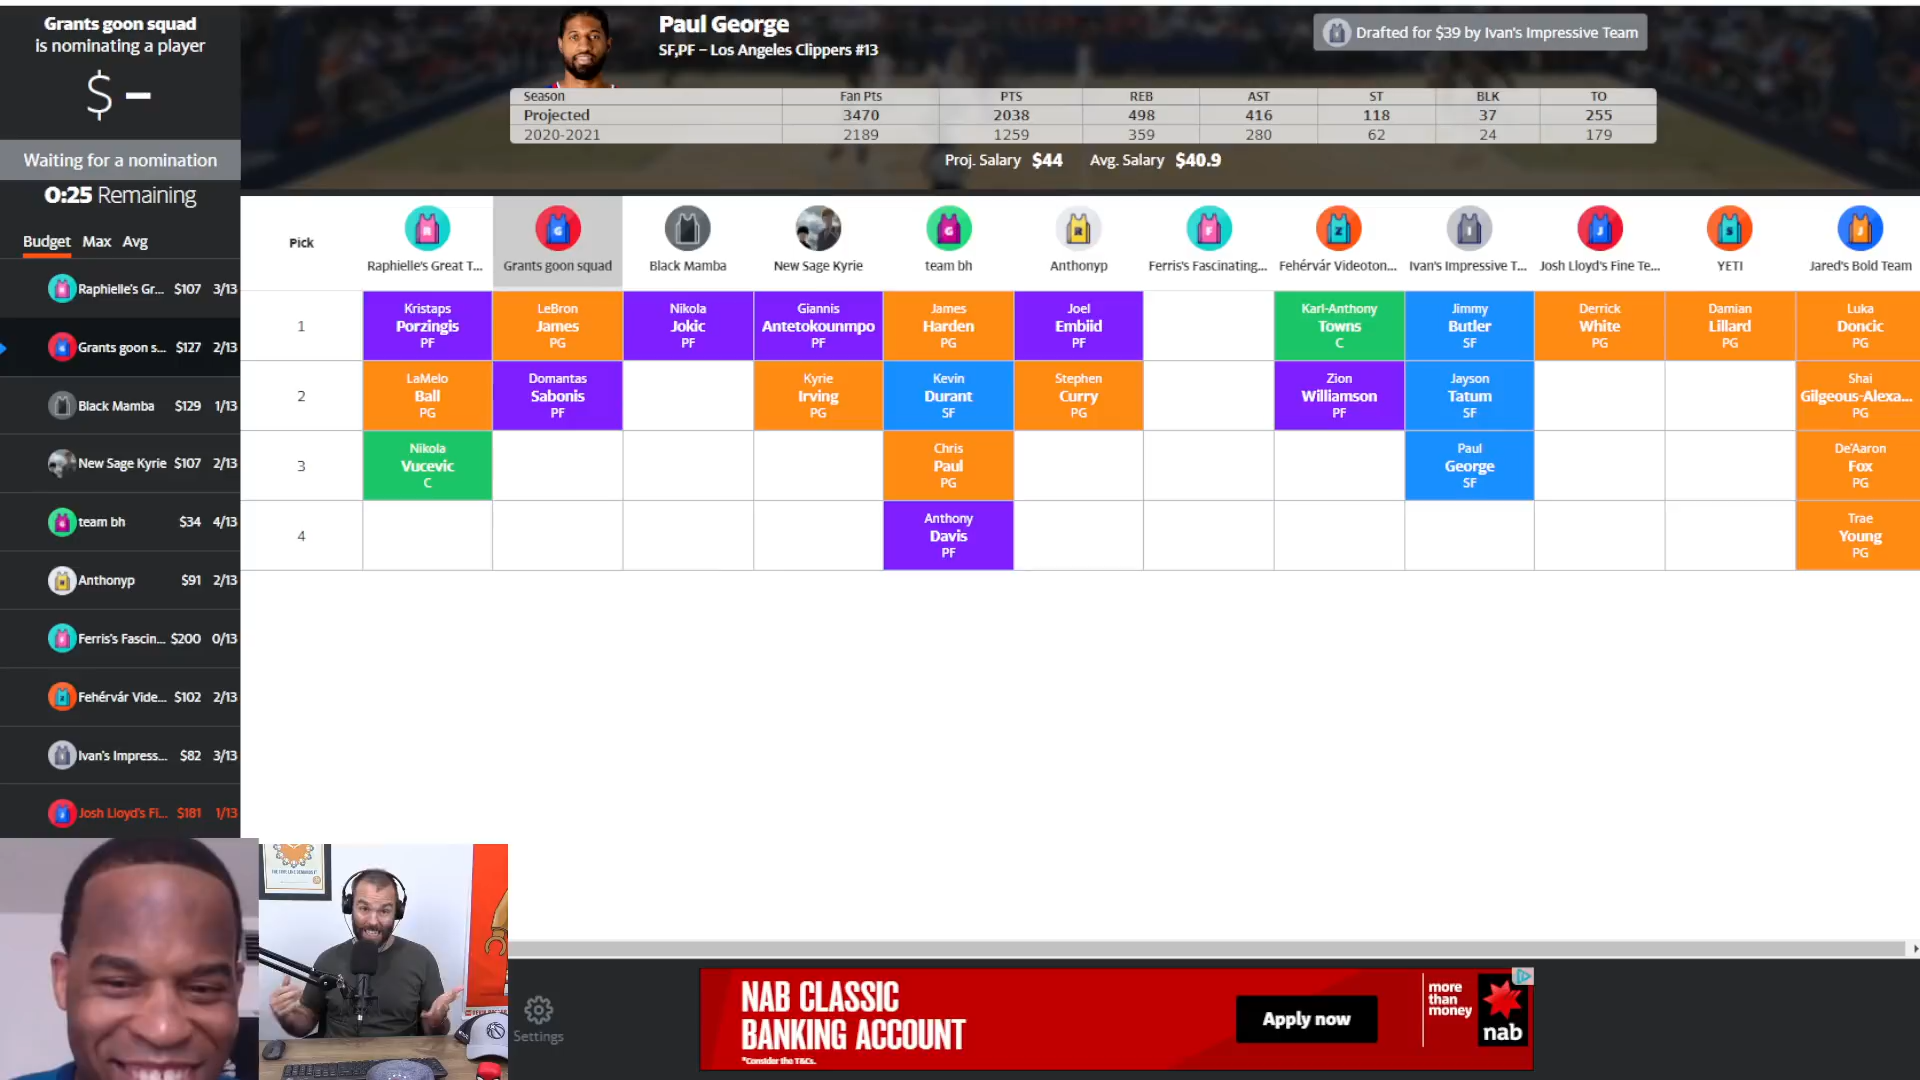 Grants goon squad
is nominating a player
$ –
Waiting for a nomination
0:25 Remaining
Budget Max Avg
Raphielle's Gr... $107 3/13
Grants goon s... $127 2/13
Black Mamba $129 1/13
New Sage Kyrie $107 2/13
team bh $34 4/13
Anthonyp $91 2/13
Ferris's Fascin... $200 0/13
Fehérvár Vide... $102 2/13
Ivan's Impress... $82 3/13
Josh Lloyd's Fi... $181 1/13
Paul George
SF,PF – Los Angeles Clippers #13
Drafted for $39 by Ivan's Impressive Team
Season Fan Pts PTS REB AST ST BLK TO
Projected 3470 2038 498 416 118 37 255
2020-2021 2189 1259 359 280 62 24 179
Proj. Salary $44 Avg. Salary $40.9
Pick Raphielle's Great T... Grants goon squad Black Mamba New Sage Kyrie team bh Anthonyp Ferris's Fascinating... Fehérvár Videoton... Ivan's Impressive T... Josh Lloyd's Fine Te... YETI Jared's Bold Team
Kristaps LeBron Nikola Giannis James Joel Karl-Anthony Jimmy Derrick Damian Luka
1 Porzingis James Jokic Antetokounmpo Harden Embiid Towns Butler White Lillard Doncic
PF PG PF PF PG PF C SF PG PG PG
LaMelo Domantas Kyrie Kevin Stephen Zion Jayson Shai
2 Ball Sabonis Irving Durant Curry Williamson Tatum Gilgeous-Alexa...
PG PF PG SF PG PF SF PG
Nikola Chris Paul De'Aaron
3 Vucevic Paul George Fox
C PG SF PG
Anthony Trae
4 Davis Young
PF PG
Settings
NAB CLASSIC
BANKING ACCOUNT
*Consider the T&Cs.
Apply now
more
than
money
nab